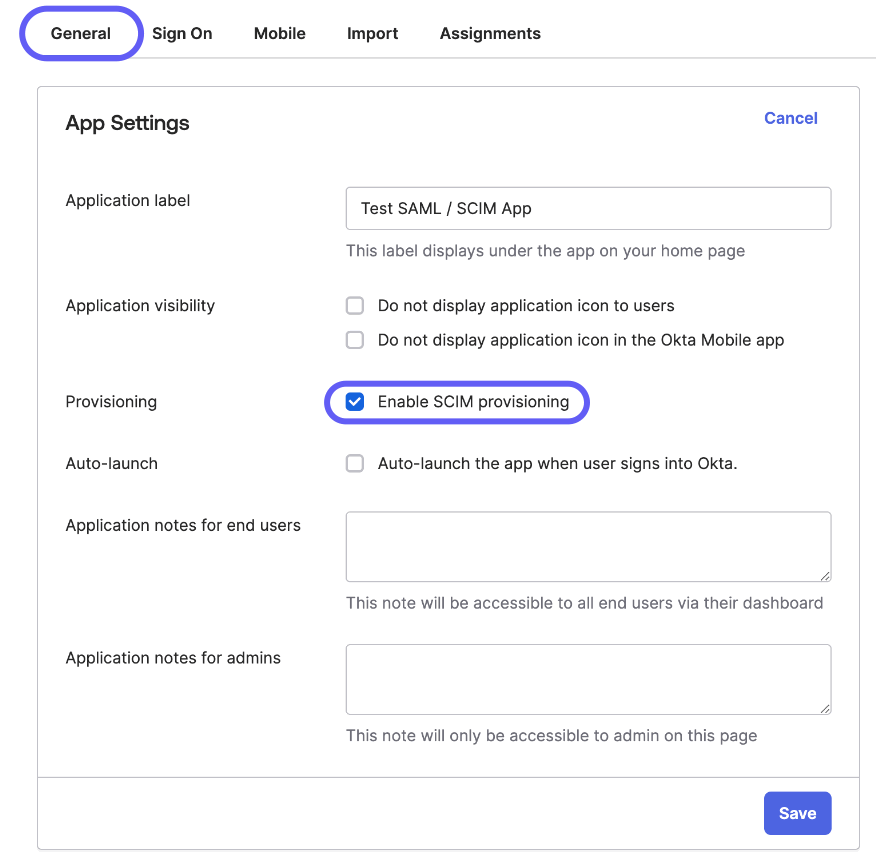 General Sign On Mobile Import Assignments
App Settings
Cancel
Application label
Test SAML / SCIM App
This label displays under the app on your home page
Application visibility
Do not display application icon to users
Do not display application icon in the Okta Mobile app
Provisioning
Enable SCIM provisioning
Auto-launch
Auto-launch the app when user signs into Okta.
Application notes for end users
This note will be accessible to all end users via their dashboard
Application notes for admins
This note will only be accessible to admin on this page
Save